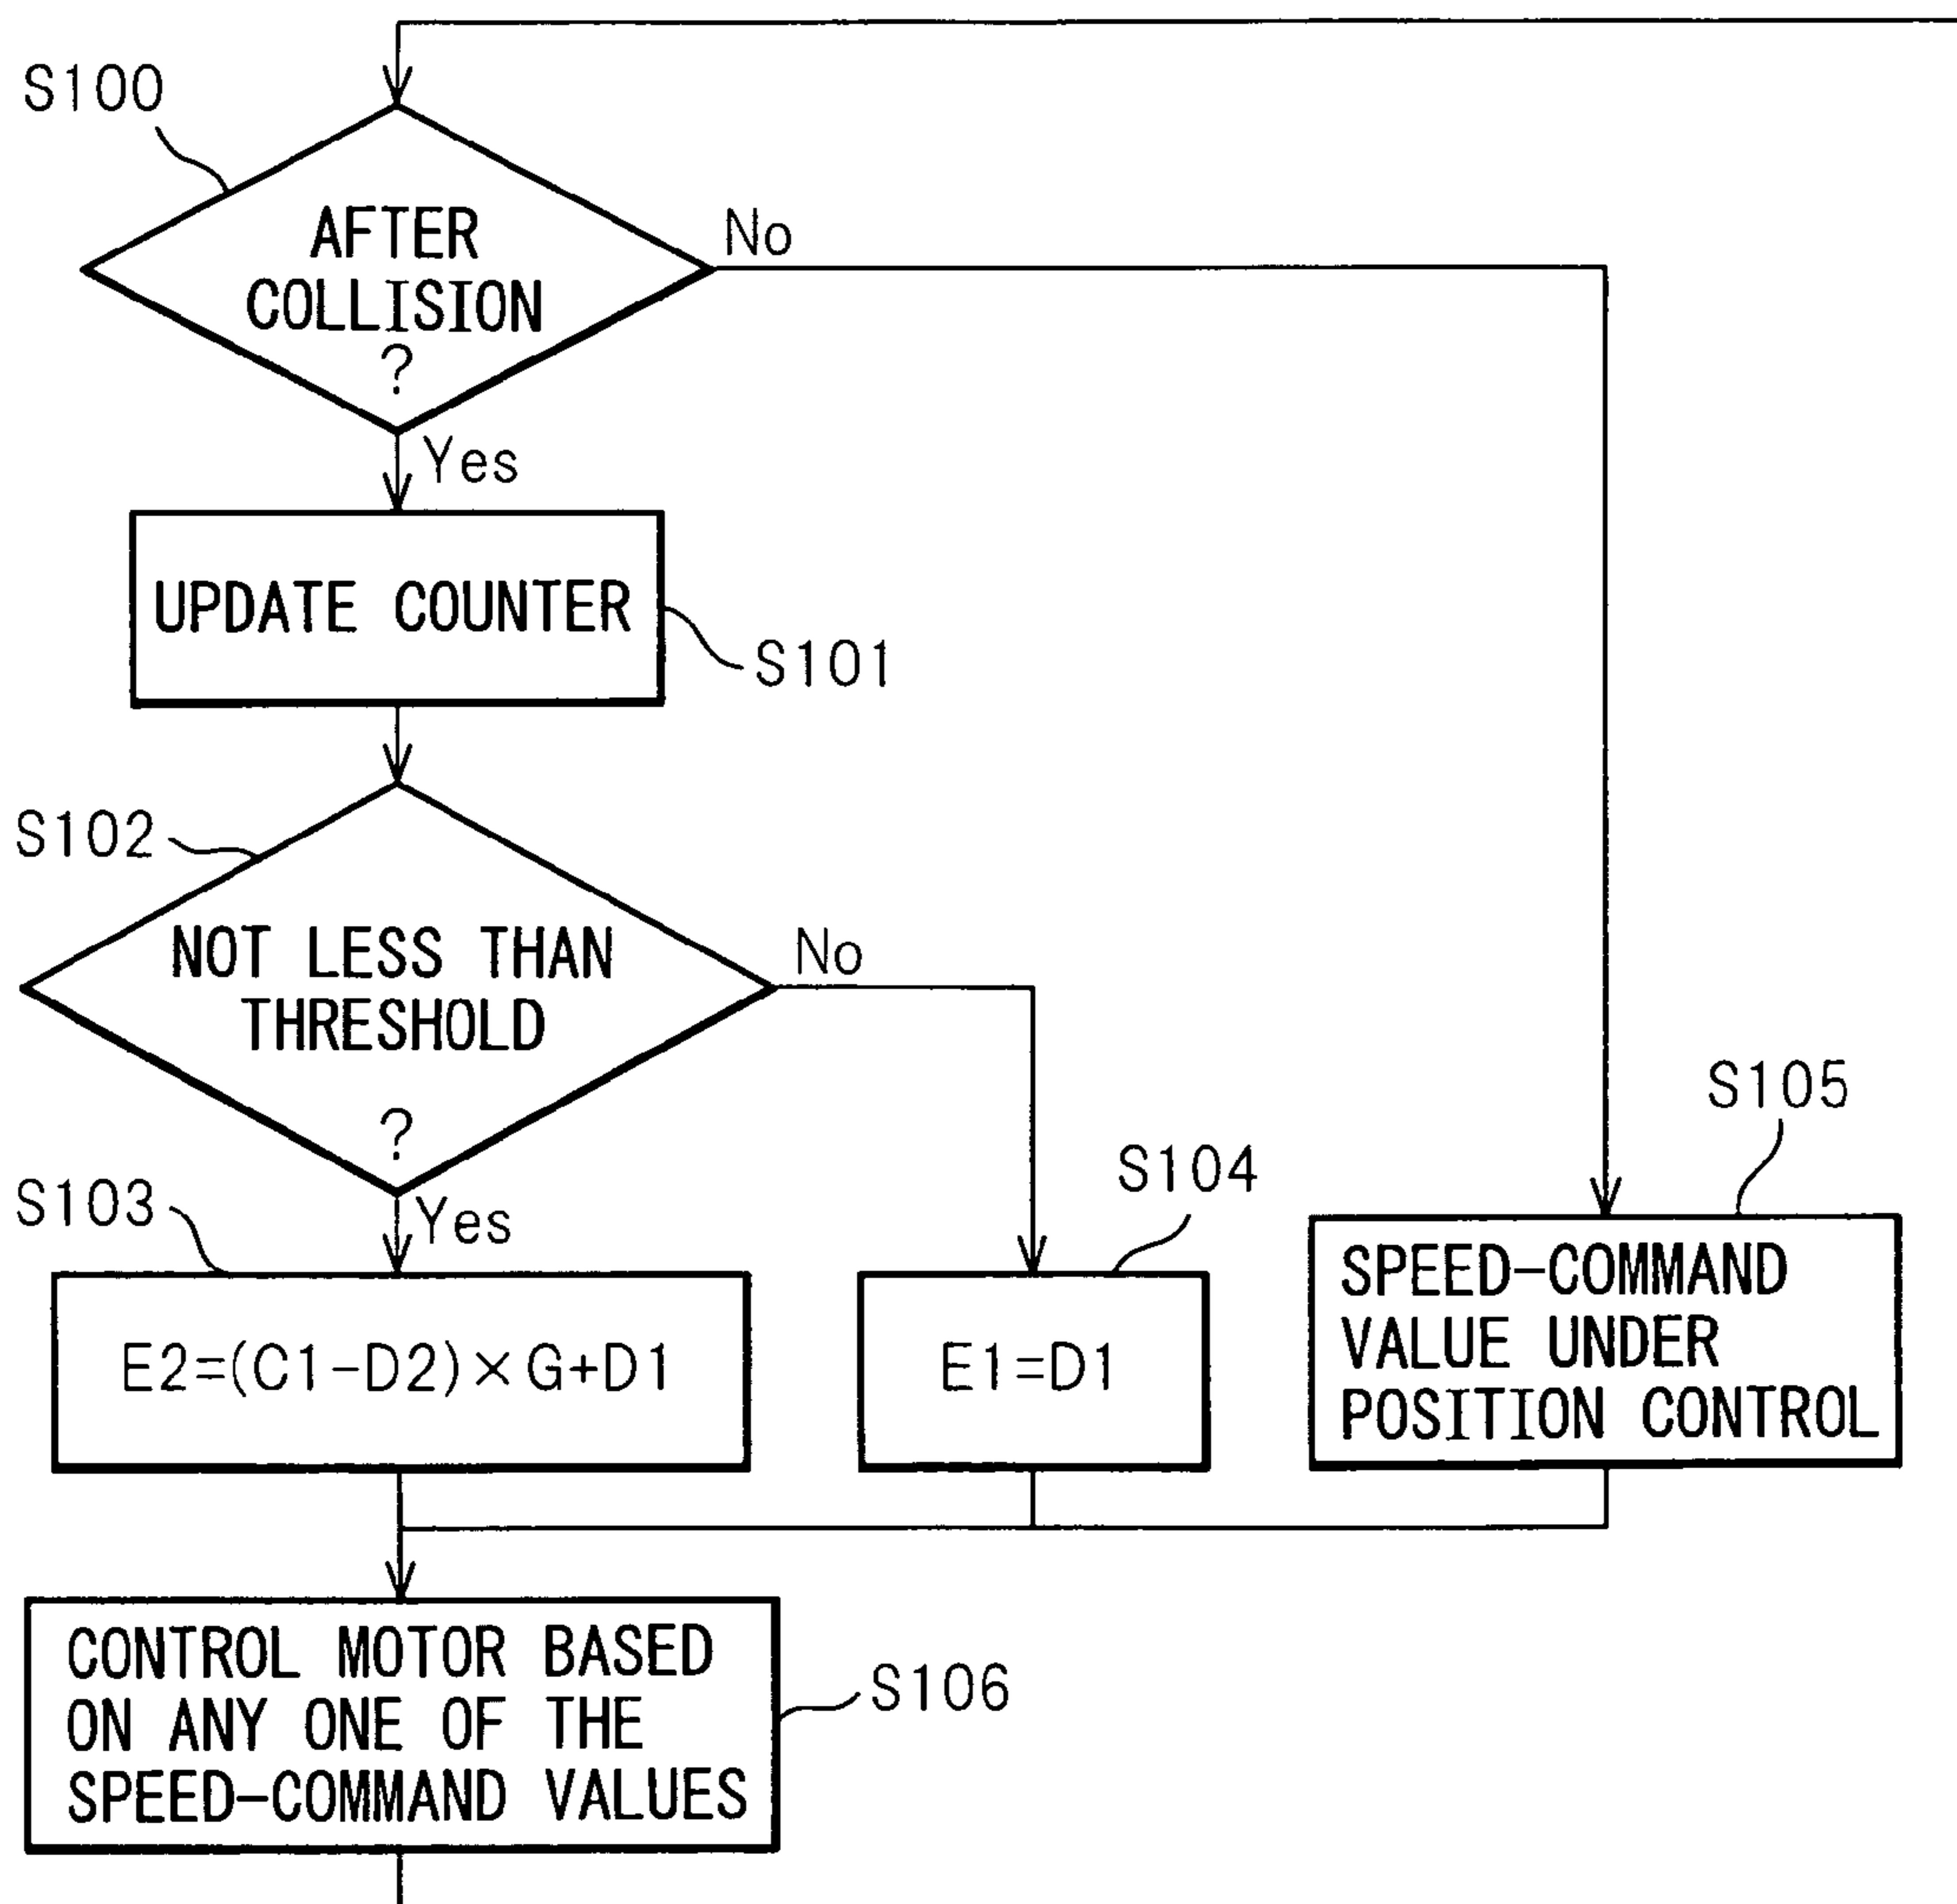 S100
AFTER
COLLISION
?
No
Yes
UPDATE COUNTER
S101
S102
NOT LESS THAN
THRESHOLD
?
No
Yes
S103
E2=(C1-D2)×G+D1
S104
E1=D1
S105
SPEED-COMMAND
VALUE UNDER
POSITION CONTROL
CONTROL MOTOR BASED
ON ANY ONE OF THE
SPEED-COMMAND VALUES
S106